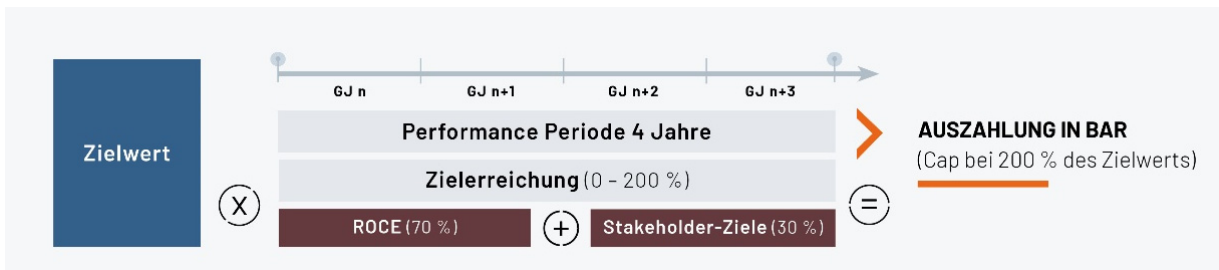 GJ n GJ n+1 GJ n+2 GJ n+3
Performance Periode 4 Jahre
Zielwert
Zielerreichung (0 – 200 %)
X
ROCE (70 %) + Stakeholder-Ziele (30 %)
=
AUSZAHLUNG IN BAR
(Cap bei 200 % des Zielwerts)